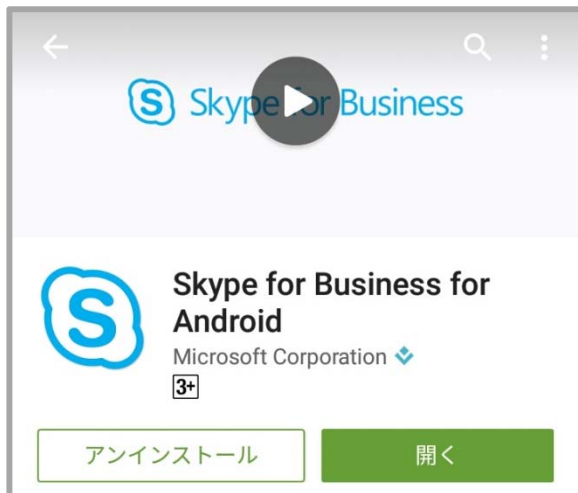 Skype for Business
Skype for Business for
Android
Microsoft Corporation
3+
アンインストール
開く